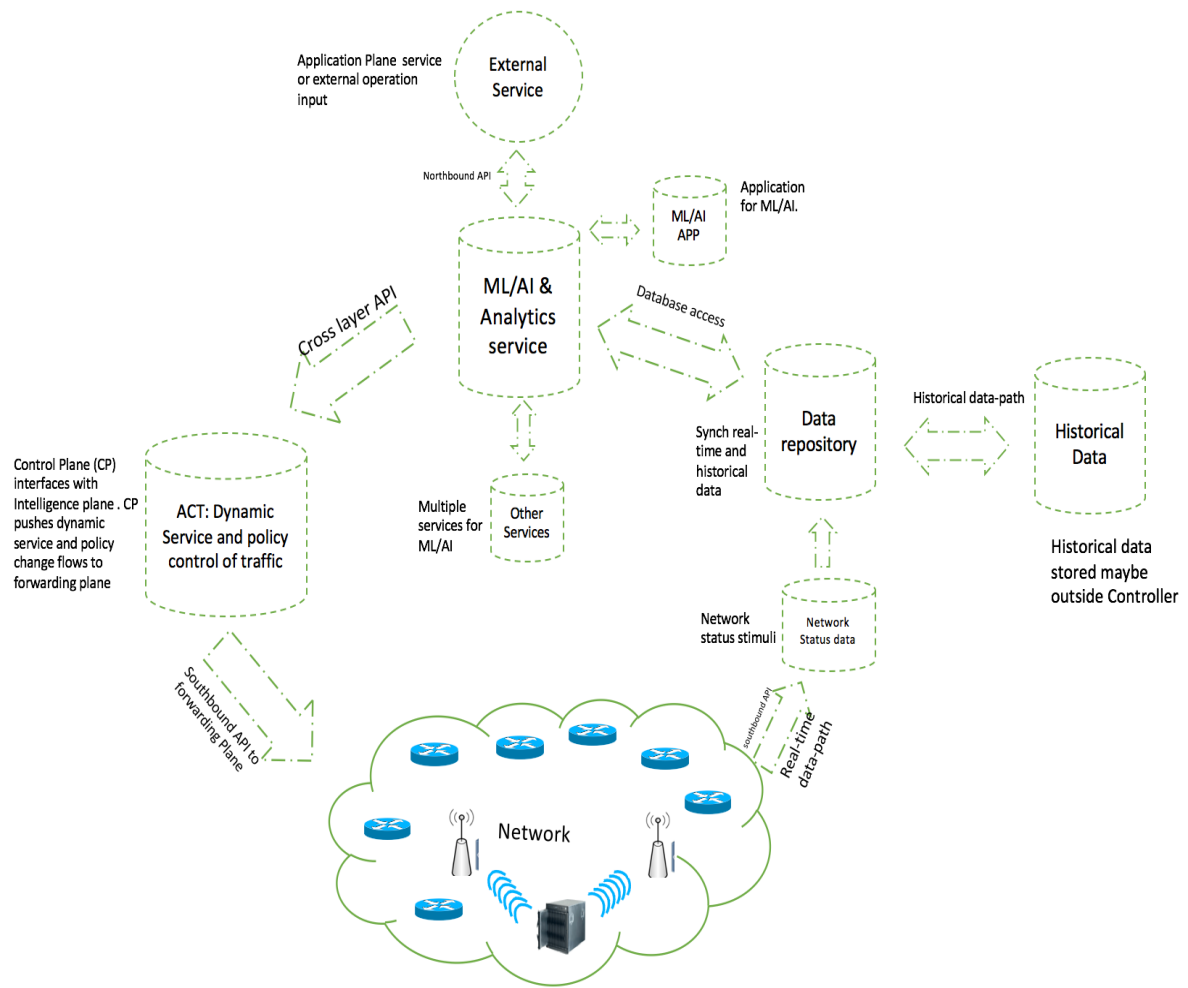 Application Plane service
or external operation
input
External
Service
Northbound API
ML/AI
APP
Application
for ML/AI.
ML/AI &
Analytics
service
Cross layer API
Database access
Data
repository
Synch real-
time and
historical
data
Historical data-path
Historical
Data
Historical data
stored maybe
outside Controller
Control Plane (CP)
interfaces with
Intelligence plane . CP
pushes dynamic
service and policy
change flows to
forwarding plane
ACT: Dynamic
Service and policy
control of traffic
Multiple
services for
ML/AI
Other
Services
Network
status stimuli
Network
Status data
Southbound API to
forwarding Plane
southbound API
Real-time
data-path
Network